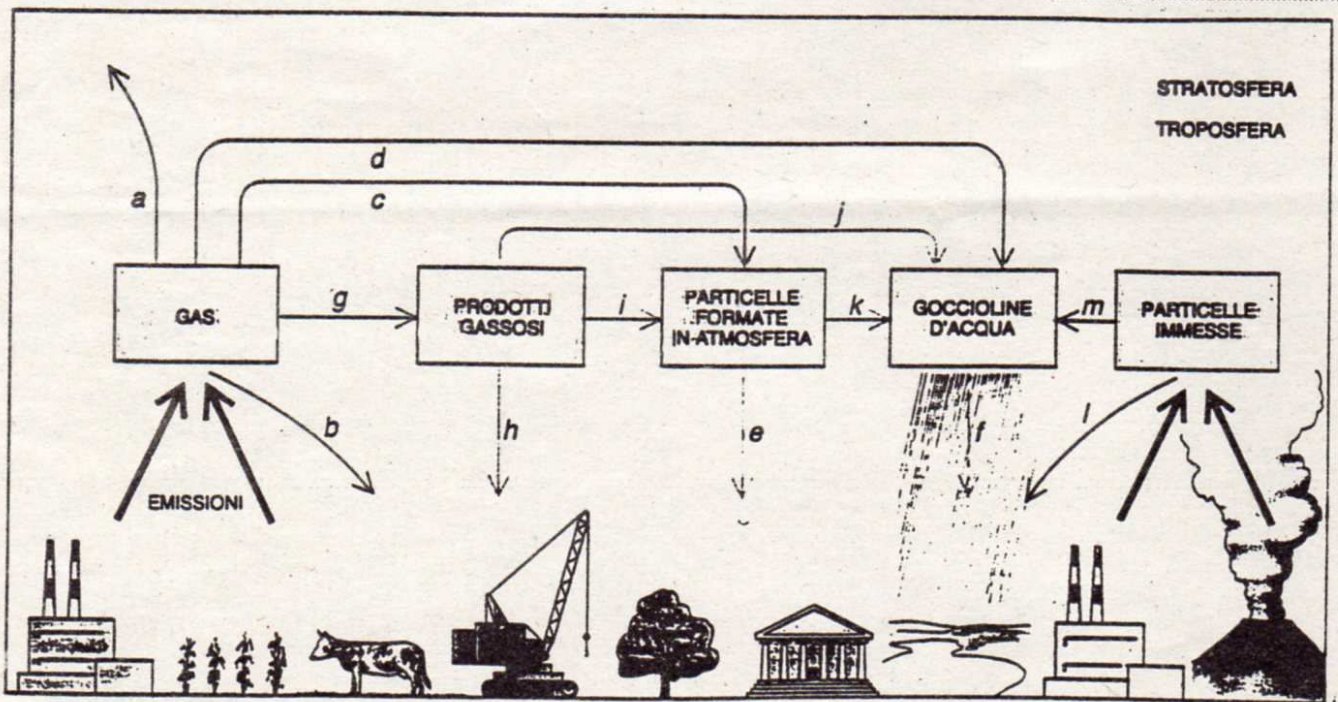 STRATOSFERA
TROPOSFERA
d
a
c
j
GAS
g
PRODOTTI
GASSOSI
i
PARTICELLE
FORMATE
IN ATMOSFERA
k
GOCCIOLINE
D'ACQUA
m
PARTICELLE
IMMESSE
b
h
e
f
l
EMISSIONI